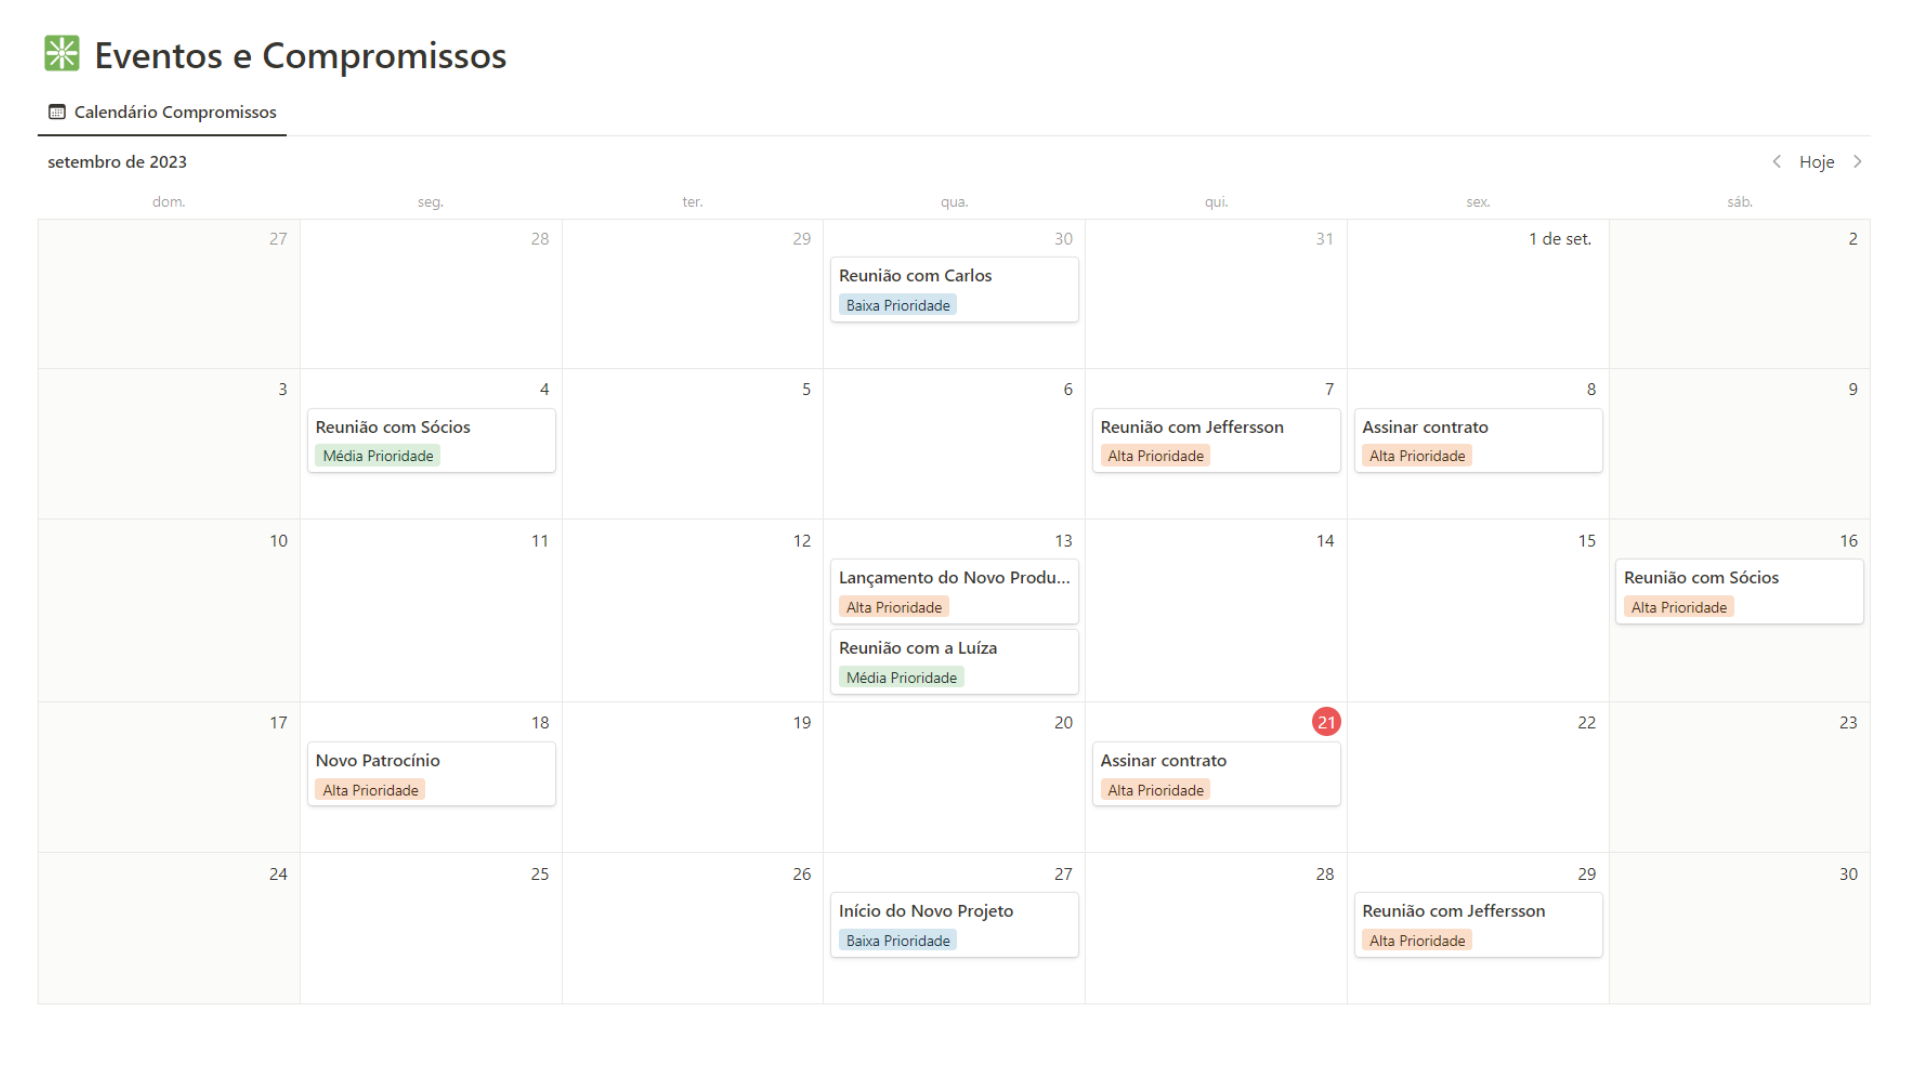 Eventos e Compromissos
Calendário Compromissos
setembro de 2023
Hoje
dom. seg. ter. qua. qui. sex. sáb.
27 28 29 30 31 1 de set. 2
Reunião com Carlos
Baixa Prioridade
3 4 5 6 7 8 9
Reunião com Sócios Reunião com Jeffersson Assinar contrato
Média Prioridade Alta Prioridade Alta Prioridade
10 11 12 13 14 15 16
Lançamento do Novo Produ... Reunião com Sócios
Alta Prioridade Alta Prioridade
Reunião com a Luíza
Média Prioridade
17 18 19 20 21 22 23
Novo Patrocínio Assinar contrato
Alta Prioridade Alta Prioridade
24 25 26 27 28 29 30
Início do Novo Projeto Reunião com Jeffersson
Baixa Prioridade Alta Prioridade